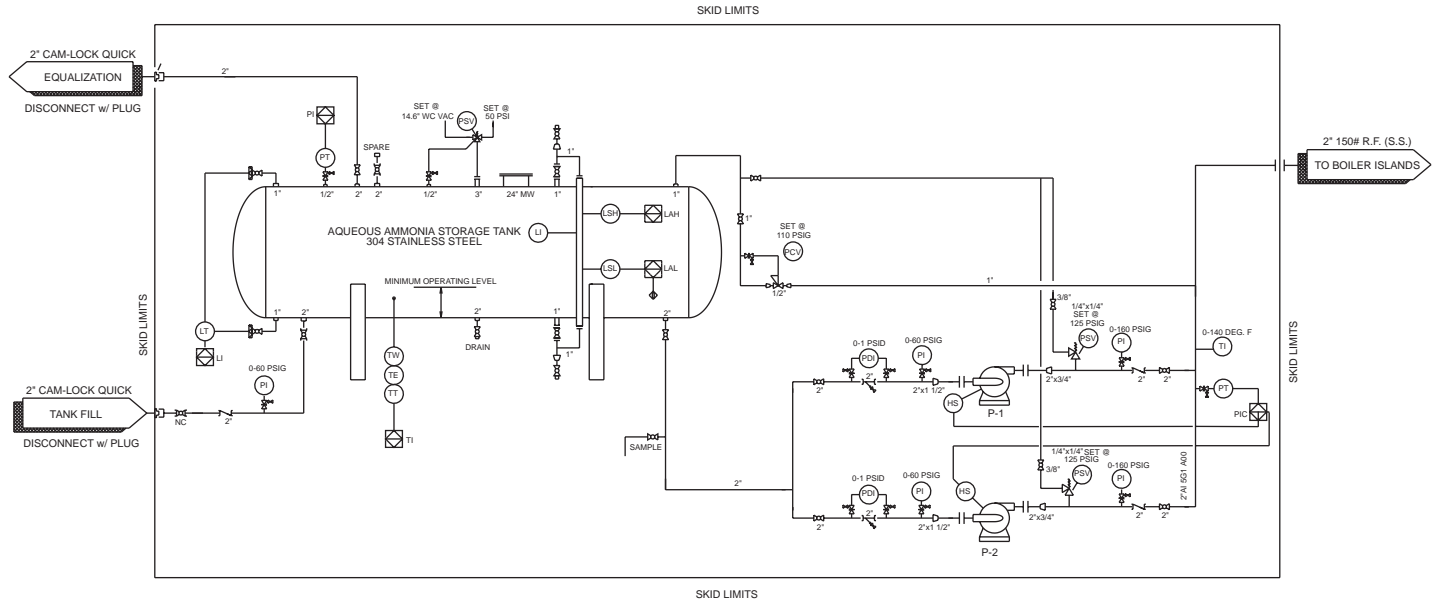 SKID LIMITS
2" CAM-LOCK QUICK
EQUALIZATION
DISCONNECT w/ PLUG
2"
PI
PT
SET @
14.6" WC VAC
PSV
SET @
50 PSI
SPARE
1"
1"
1/2"
2"
2"
1/2"
3"
24" MW
1"
1"
AQUEOUS AMMONIA STORAGE TANK
304 STAINLESS STEEL
LI
LSH
LAH
LSL
LAL
MINIMUM OPERATING LEVEL
1"
2"
2"
DRAIN
1"
1"
2"
LT
LI
SKID LIMITS
0-60 PSIG
PI
2" CAM-LOCK QUICK
TANK FILL
DISCONNECT w/ PLUG
NC
2"
TW
TE
TT
TI
SAMPLE
2"
1"
SET @
110 PSIG
PCV
1/2"
1"
2" 150# R.F. (S.S.)
TO BOILER ISLANDS
SKID LIMITS
3/8"
1/4"x1/4"
SET @
125 PSIG
PSV
0-160 PSIG
PI
0-140 DEG. F
TI
0-1 PSID
PDI
2"
0-60 PSIG
PI
2"
2"
2"x1 1/2"
HS
P-1
2"x3/4"
2"
2"
PT
PIC
2"AI 5G1 A00
3/8"
1/4"x1/4" SET @
125 PSIG
PSV
0-160 PSIG
PI
0-1 PSID
PDI
2"
0-60 PSIG
PI
HS
2"
2"
2"x1 1/2"
P-2
2"x3/4"
2"
2"
SKID LIMITS